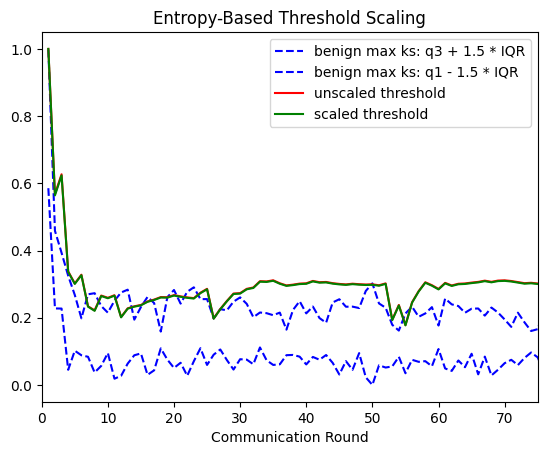 Entropy-Based Threshold Scaling
benign max ks: q3 + 1.5 * IQR
benign max ks: q1 - 1.5 * IQR
unscaled threshold
scaled threshold
1.0
0.8
0.6
0.4
0.2
0.0
0 10 20 30 40 50 60 70
Communication Round